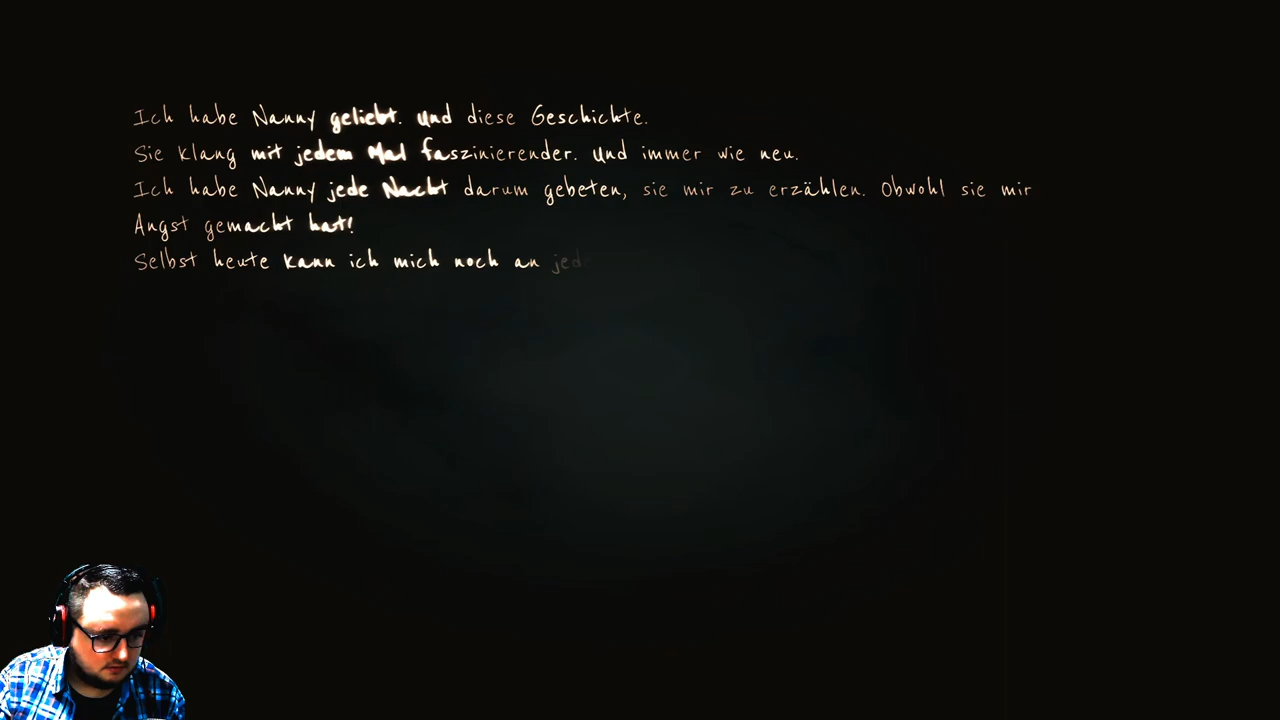 Ich habe Nanny geliebt. Und diese Geschichte.
Sie klang mit jedem Mal faszinierender. Und immer wie neu.
Ich habe Nanny jede Nacht darum gebeten, sie mir zu erzählen. Obwohl sie mir
Angst gemacht hat!
Selbst heute kann ich mich noch an